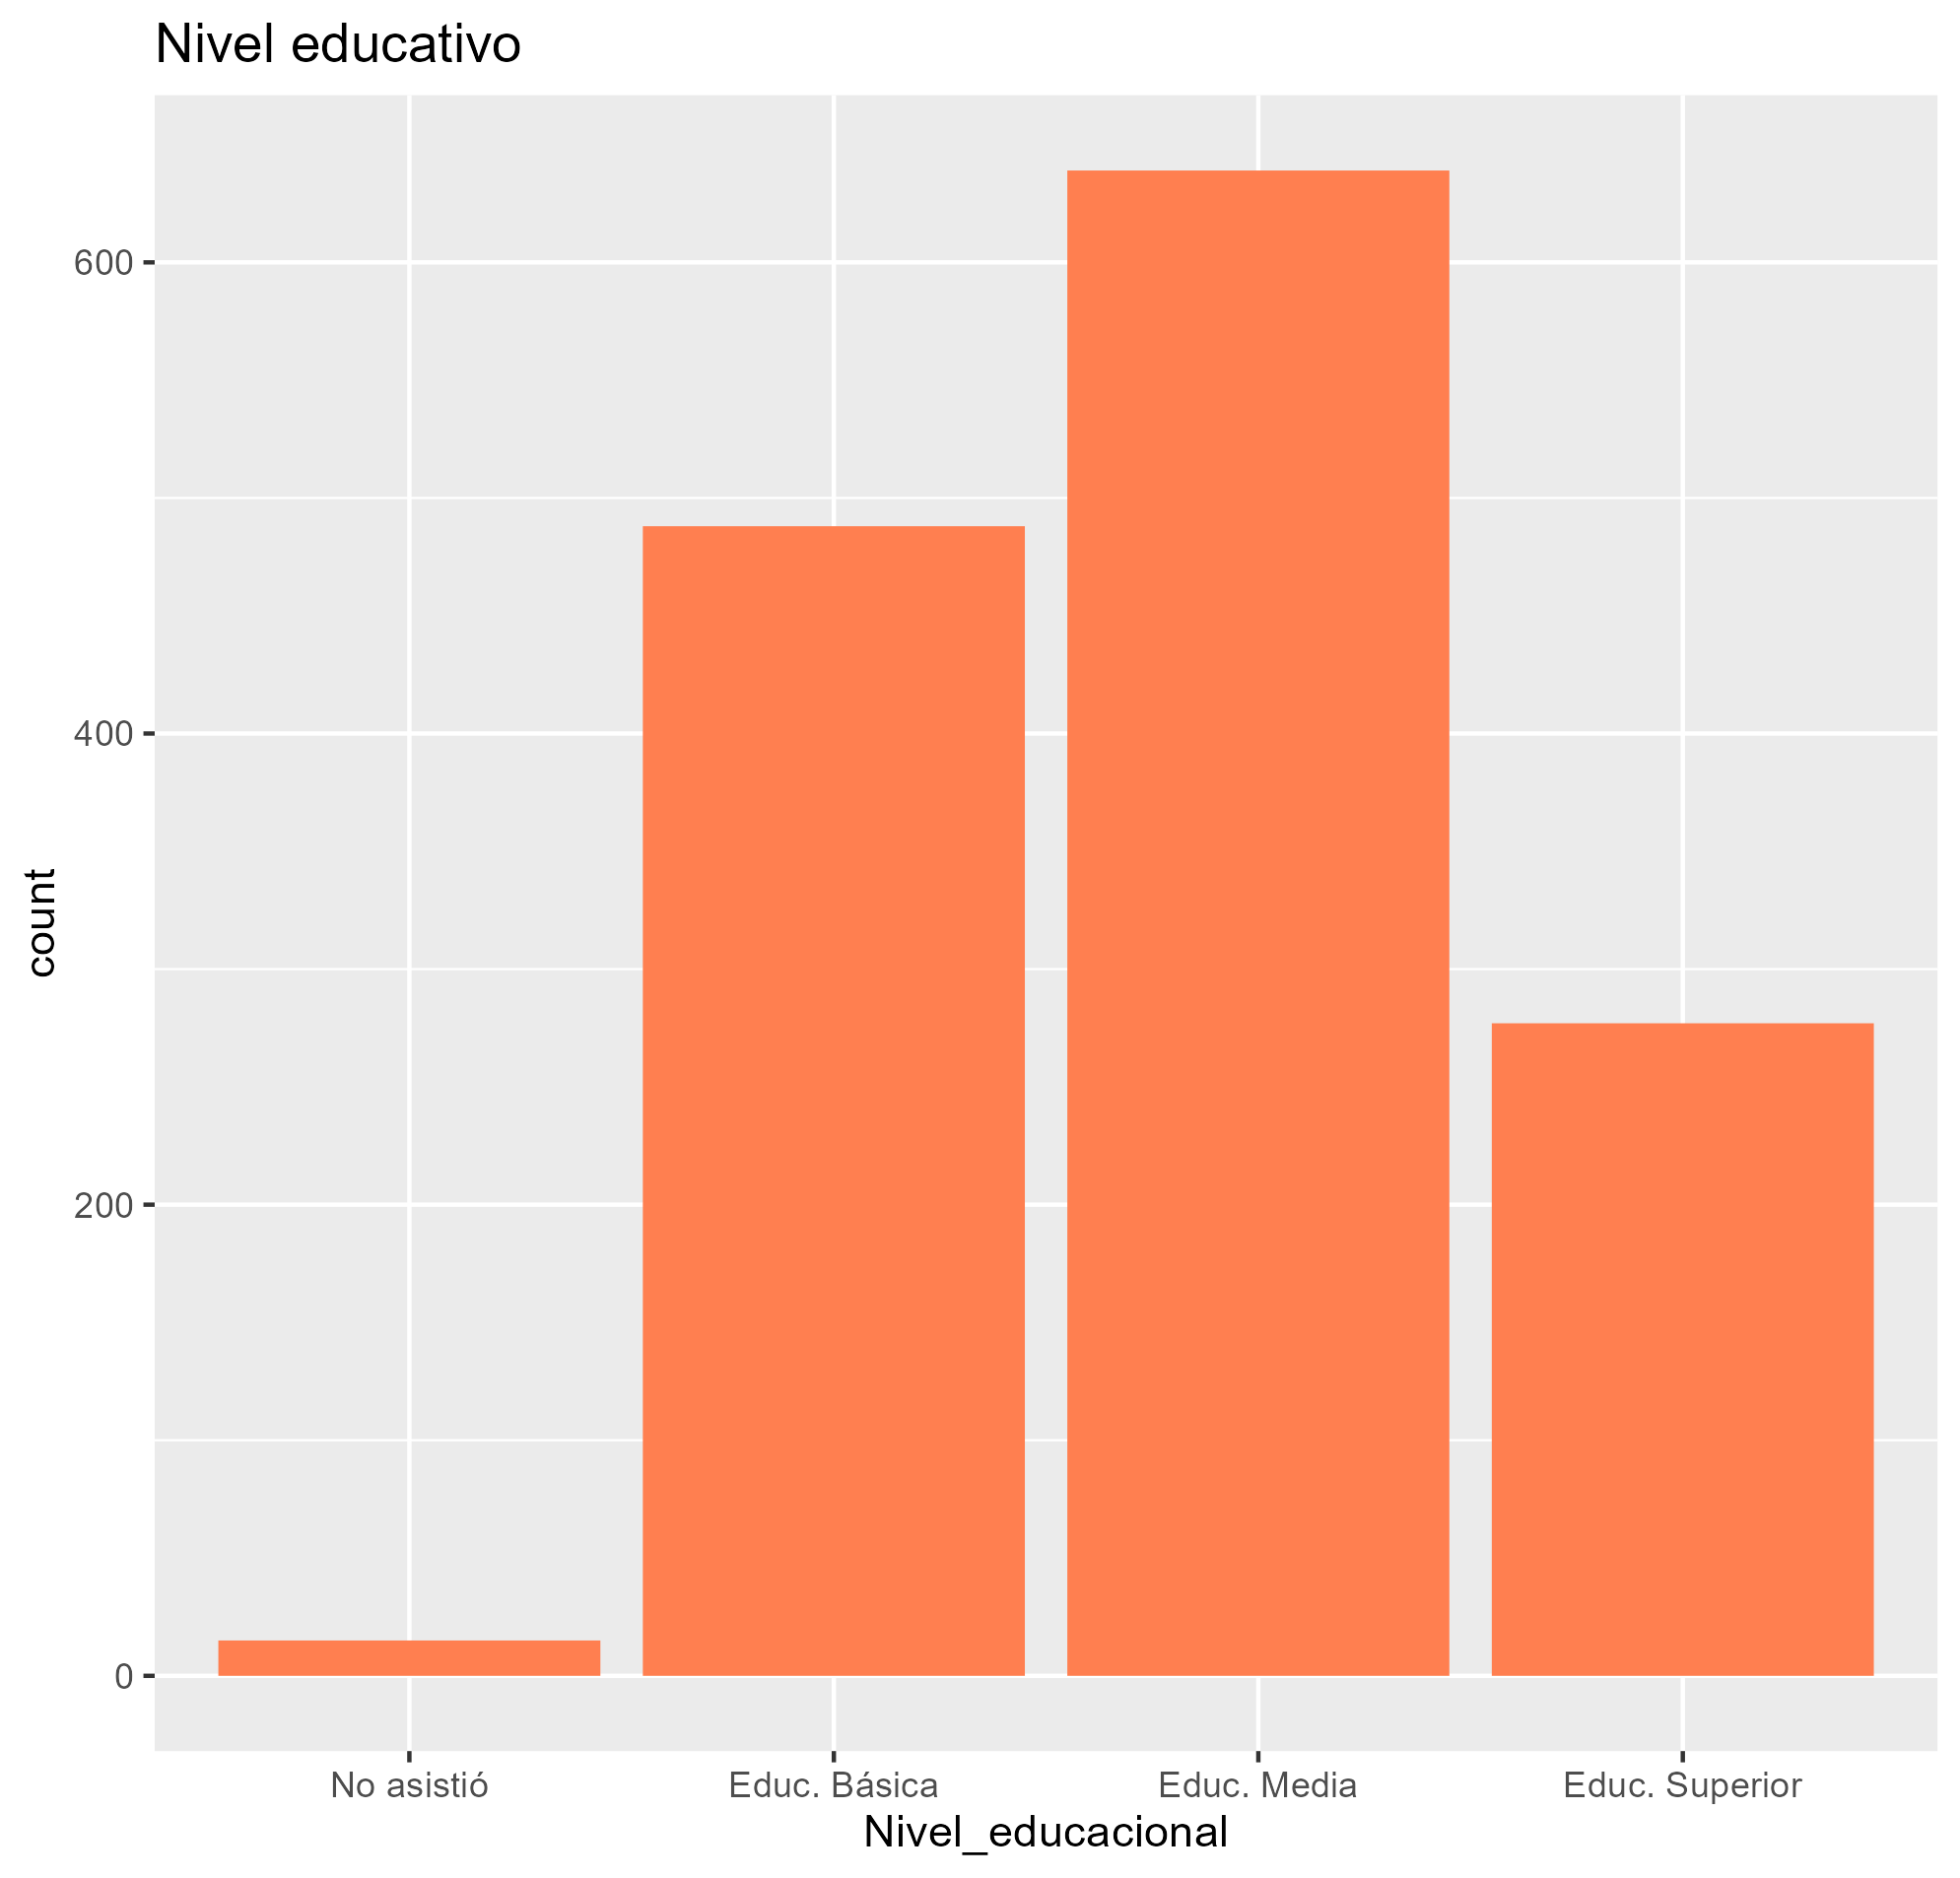 Nivel educativo
600
400
200
0
count
No asistió
Educ. Básica
Educ. Media
Educ. Superior
Nivel_educacional